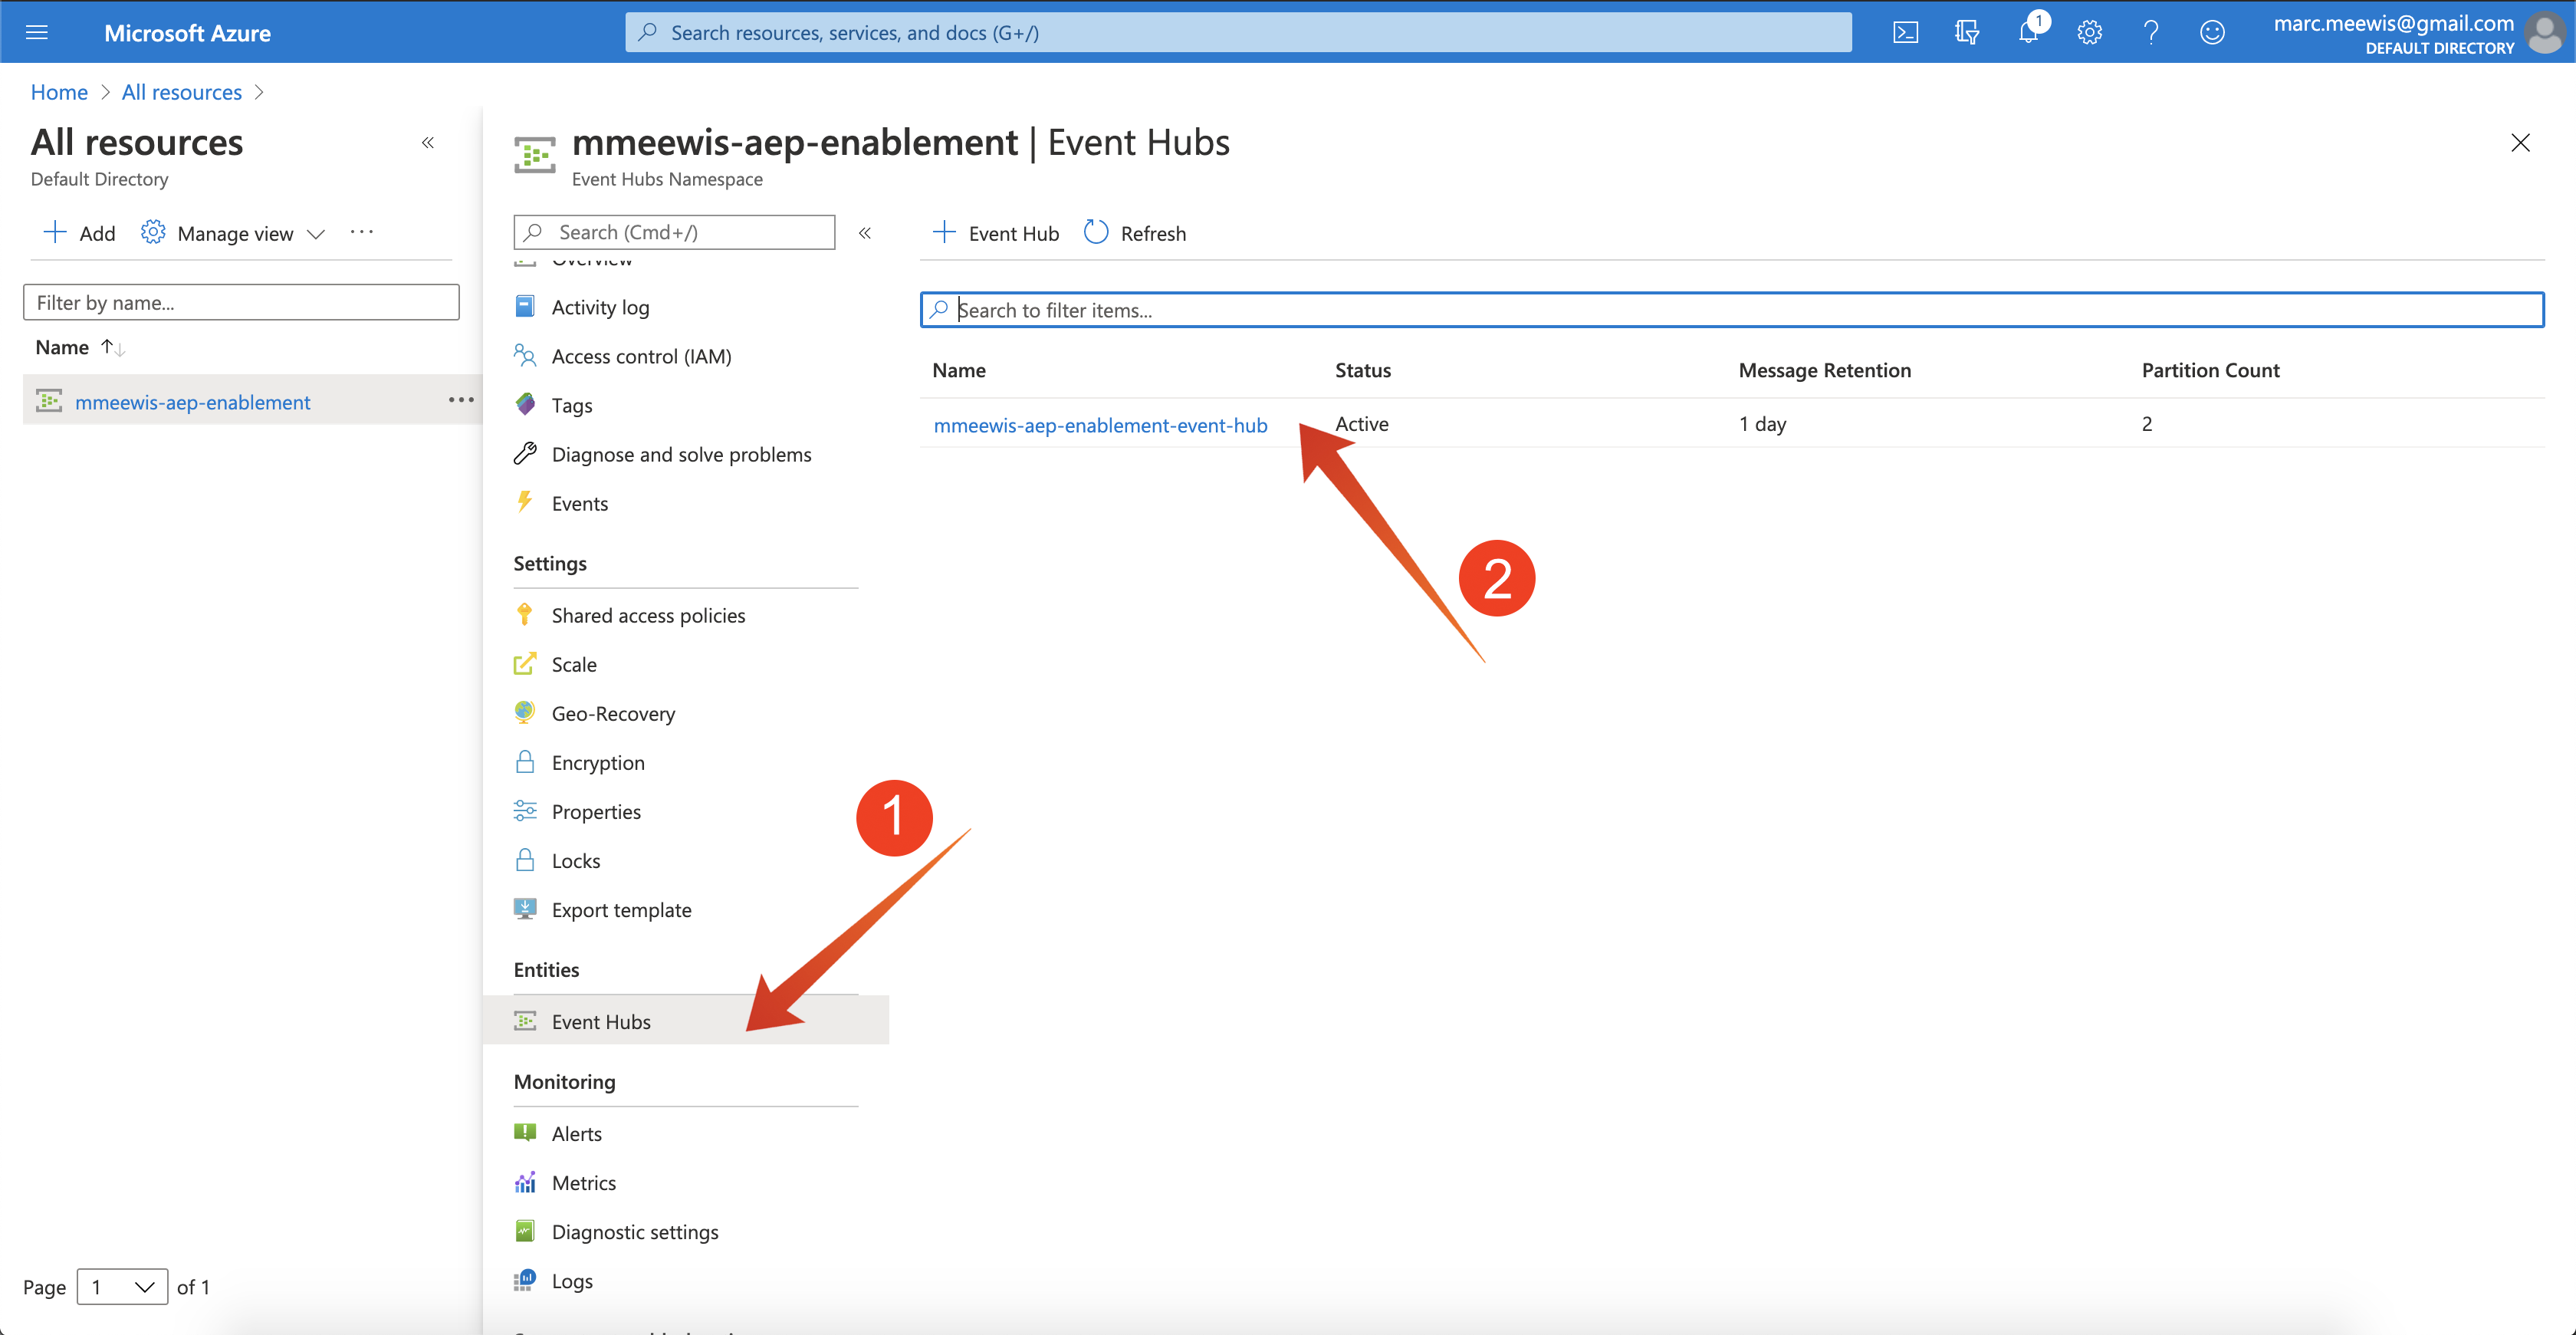 Microsoft Azure
Search resources, services, and docs (G+/)
1
marc.meewis@gmail.com
DEFAULT DIRECTORY
Home > All resources >
All resources
Default Directory
«
+ Add Manage view ···
Filter by name...
Name ↑↓
mmeewis-aep-enablement ···
Page 1 of 1
mmeewis-aep-enablement | Event Hubs
Event Hubs Namespace
Search (Cmd+/)
«
Overview
Activity log
Access control (IAM)
Tags
Diagnose and solve problems
Events
Settings
Shared access policies
Scale
Geo-Recovery
Encryption
Properties
Locks
Export template
Entities
Event Hubs
Monitoring
Alerts
Metrics
Diagnostic settings
Logs
+ Event Hub Refresh
Search to filter items...
Name Status Message Retention Partition Count
mmeewis-aep-enablement-event-hub Active 1 day 2
2
1